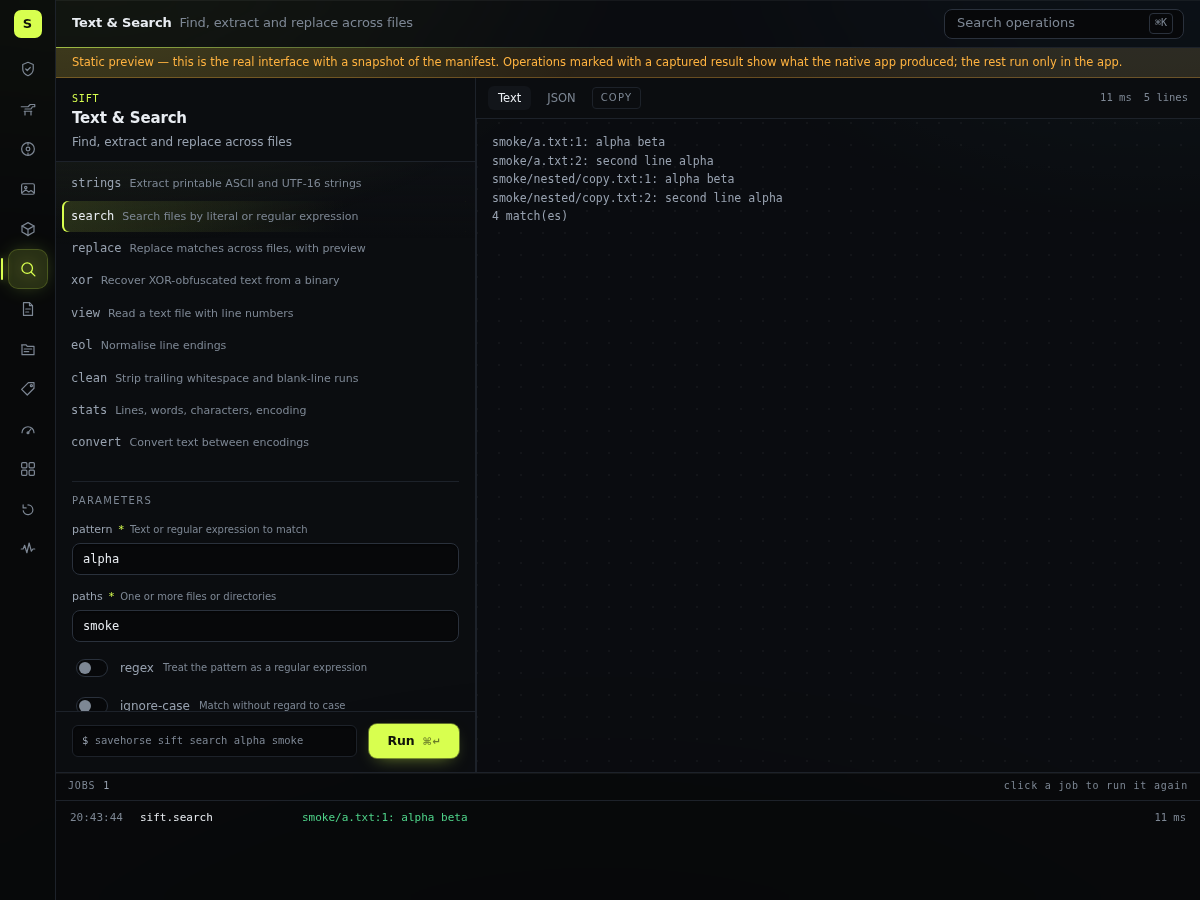 S
Text & Search Find, extract and replace across files
Search operations ⌘K
Static preview — this is the real interface with a snapshot of the manifest. Operations marked with a captured result show what the native app produced; the rest run only in the app.
SIFT
Text & Search
Find, extract and replace across files
strings Extract printable ASCII and UTF-16 strings
search Search files by literal or regular expression
replace Replace matches across files, with preview
xor Recover XOR-obfuscated text from a binary
view Read a text file with line numbers
eol Normalise line endings
clean Strip trailing whitespace and blank-line runs
stats Lines, words, characters, encoding
convert Convert text between encodings
PARAMETERS
pattern * Text or regular expression to match
alpha
paths * One or more files or directories
smoke
regex Treat the pattern as a regular expression
ignore-case Match without regard to case
$ savehorse sift search alpha smoke
Run ⌘↵
Text JSON COPY
11 ms 5 lines
smoke/a.txt:1: alpha beta
smoke/a.txt:2: second line alpha
smoke/nested/copy.txt:1: alpha beta
smoke/nested/copy.txt:2: second line alpha
4 match(es)
JOBS 1
click a job to run it again
20:43:44 sift.search smoke/a.txt:1: alpha beta 11 ms